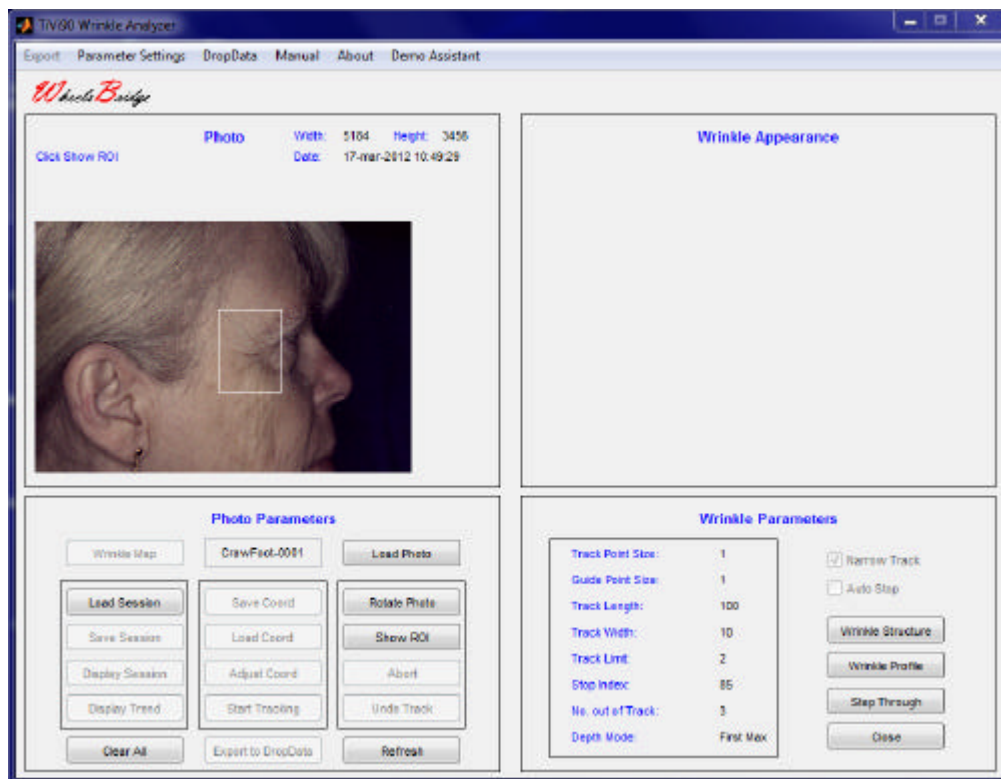 TiVi90 Wrinkle Analyzer
Export Parameter Settings DropData Manual About Demo Assistant
WheelsBridge
Photo Width: 5184 Height: 3456
Click Show ROI Date: 17-mar-2012 10:49:29
Wrinkle Appearance
Photo Parameters
Wrinkle Map CrawFoot-0001 Load Photo
Load Session Save Coord Rotate Photo
Save Session Load Coord Show ROI
Display Session Adjust Coord Abort
Display Trend Start Tracking Undo Track
Clear All Export to DropData Refresh
Wrinkle Parameters
Track Point Size: 1
Guide Point Size: 1
Track Length: 100
Track Width: 10
Track Limit: 2
Stop Index: 85
No. out of Track: 3
Depth Mode: First Max
Narrow Track
Auto Stop
Wrinkle Structure
Wrinkle Profile
Step Through
Close